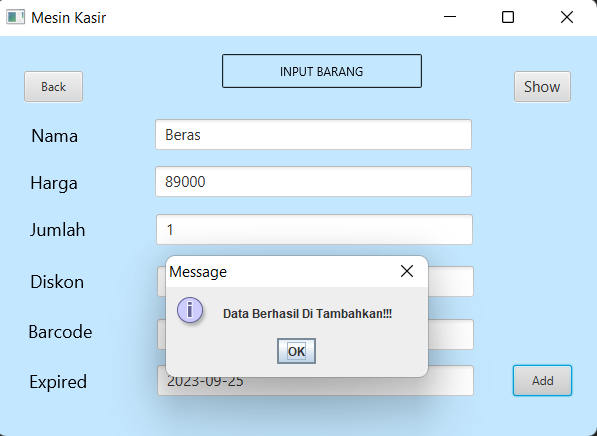 Mesin Kasir
INPUT BARANG
Back
Show
Nama
Beras
Harga
89000
Jumlah
1
Message
Diskon
Data Berhasil Di Tambahkan!!!
Barcode
OK
Expired
2023-09-25
Add